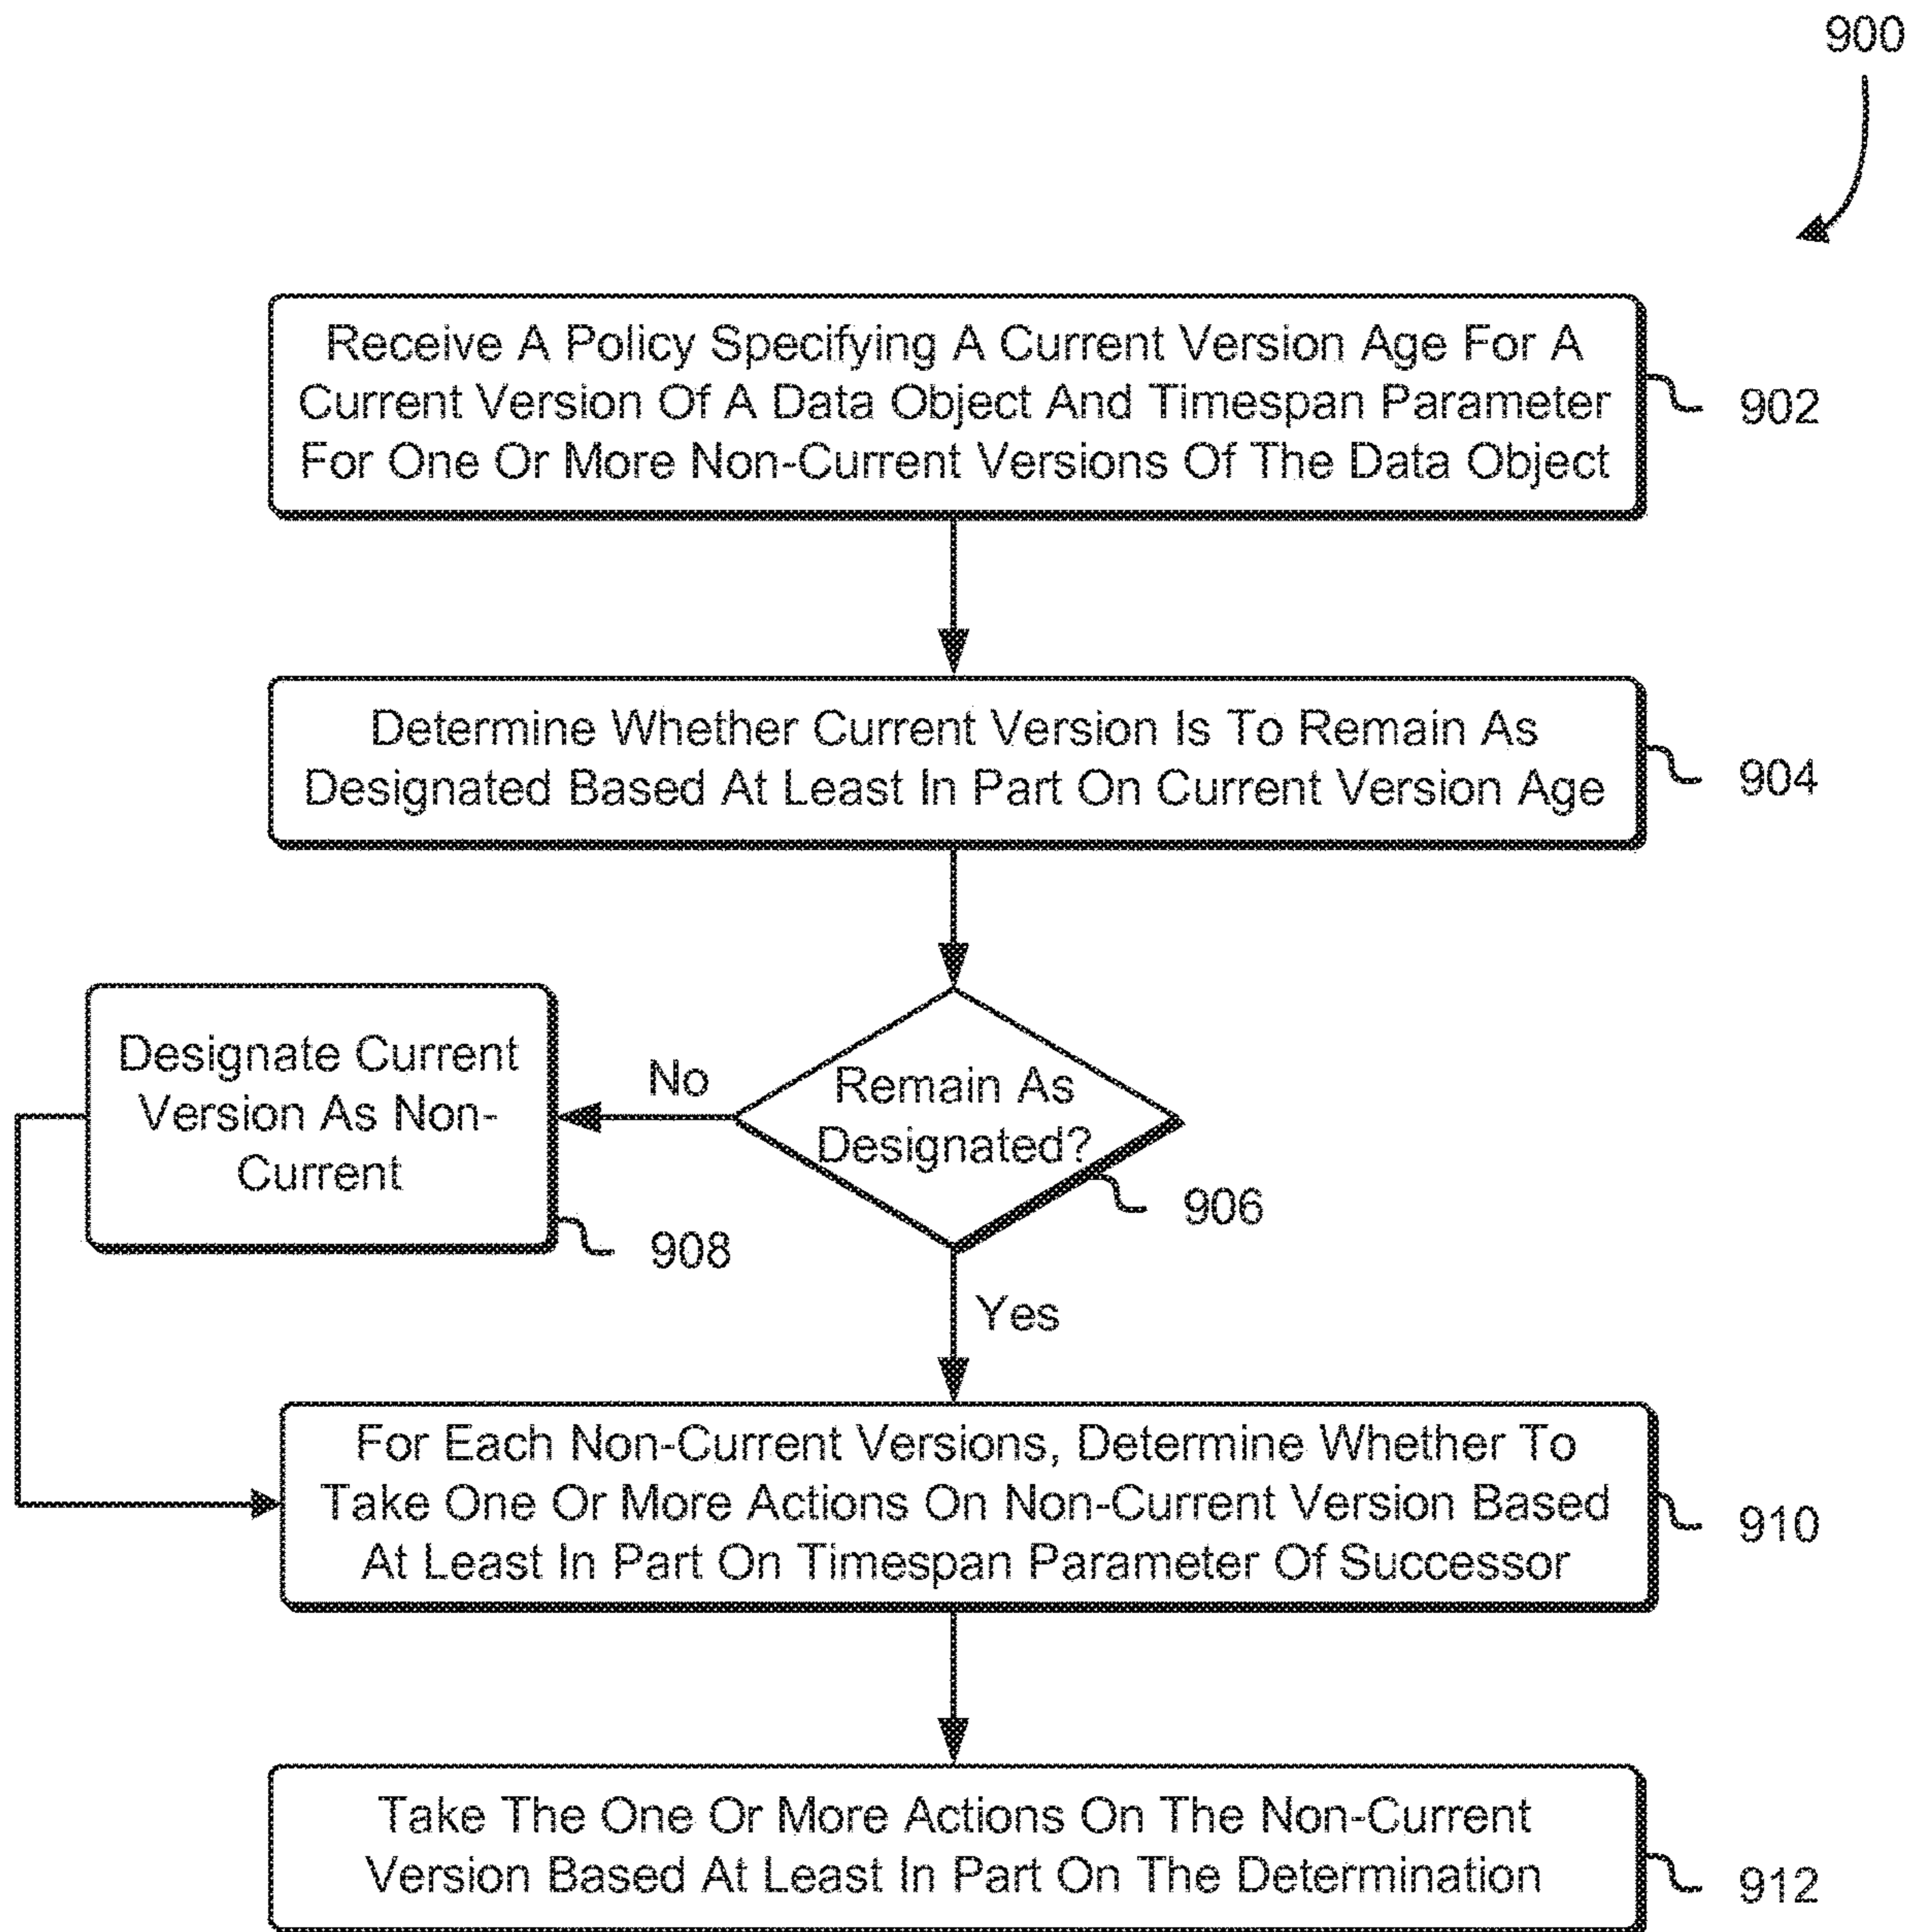 900
Receive A Policy Specifying A Current Version Age For A
Current Version Of A Data Object And Timespan Parameter
For One Or More Non-Current Versions Of The Data Object
902
Determine Whether Current Version Is To Remain As
Designated Based At Least In Part On Current Version Age
904
Designate Current
Version As Non-
Current
908
No
Remain As
Designated?
906
Yes
For Each Non-Current Versions, Determine Whether To
Take One Or More Actions On Non-Current Version Based
At Least In Part On Timespan Parameter Of Successor
910
Take The One Or More Actions On The Non-Current
Version Based At Least In Part On The Determination
912